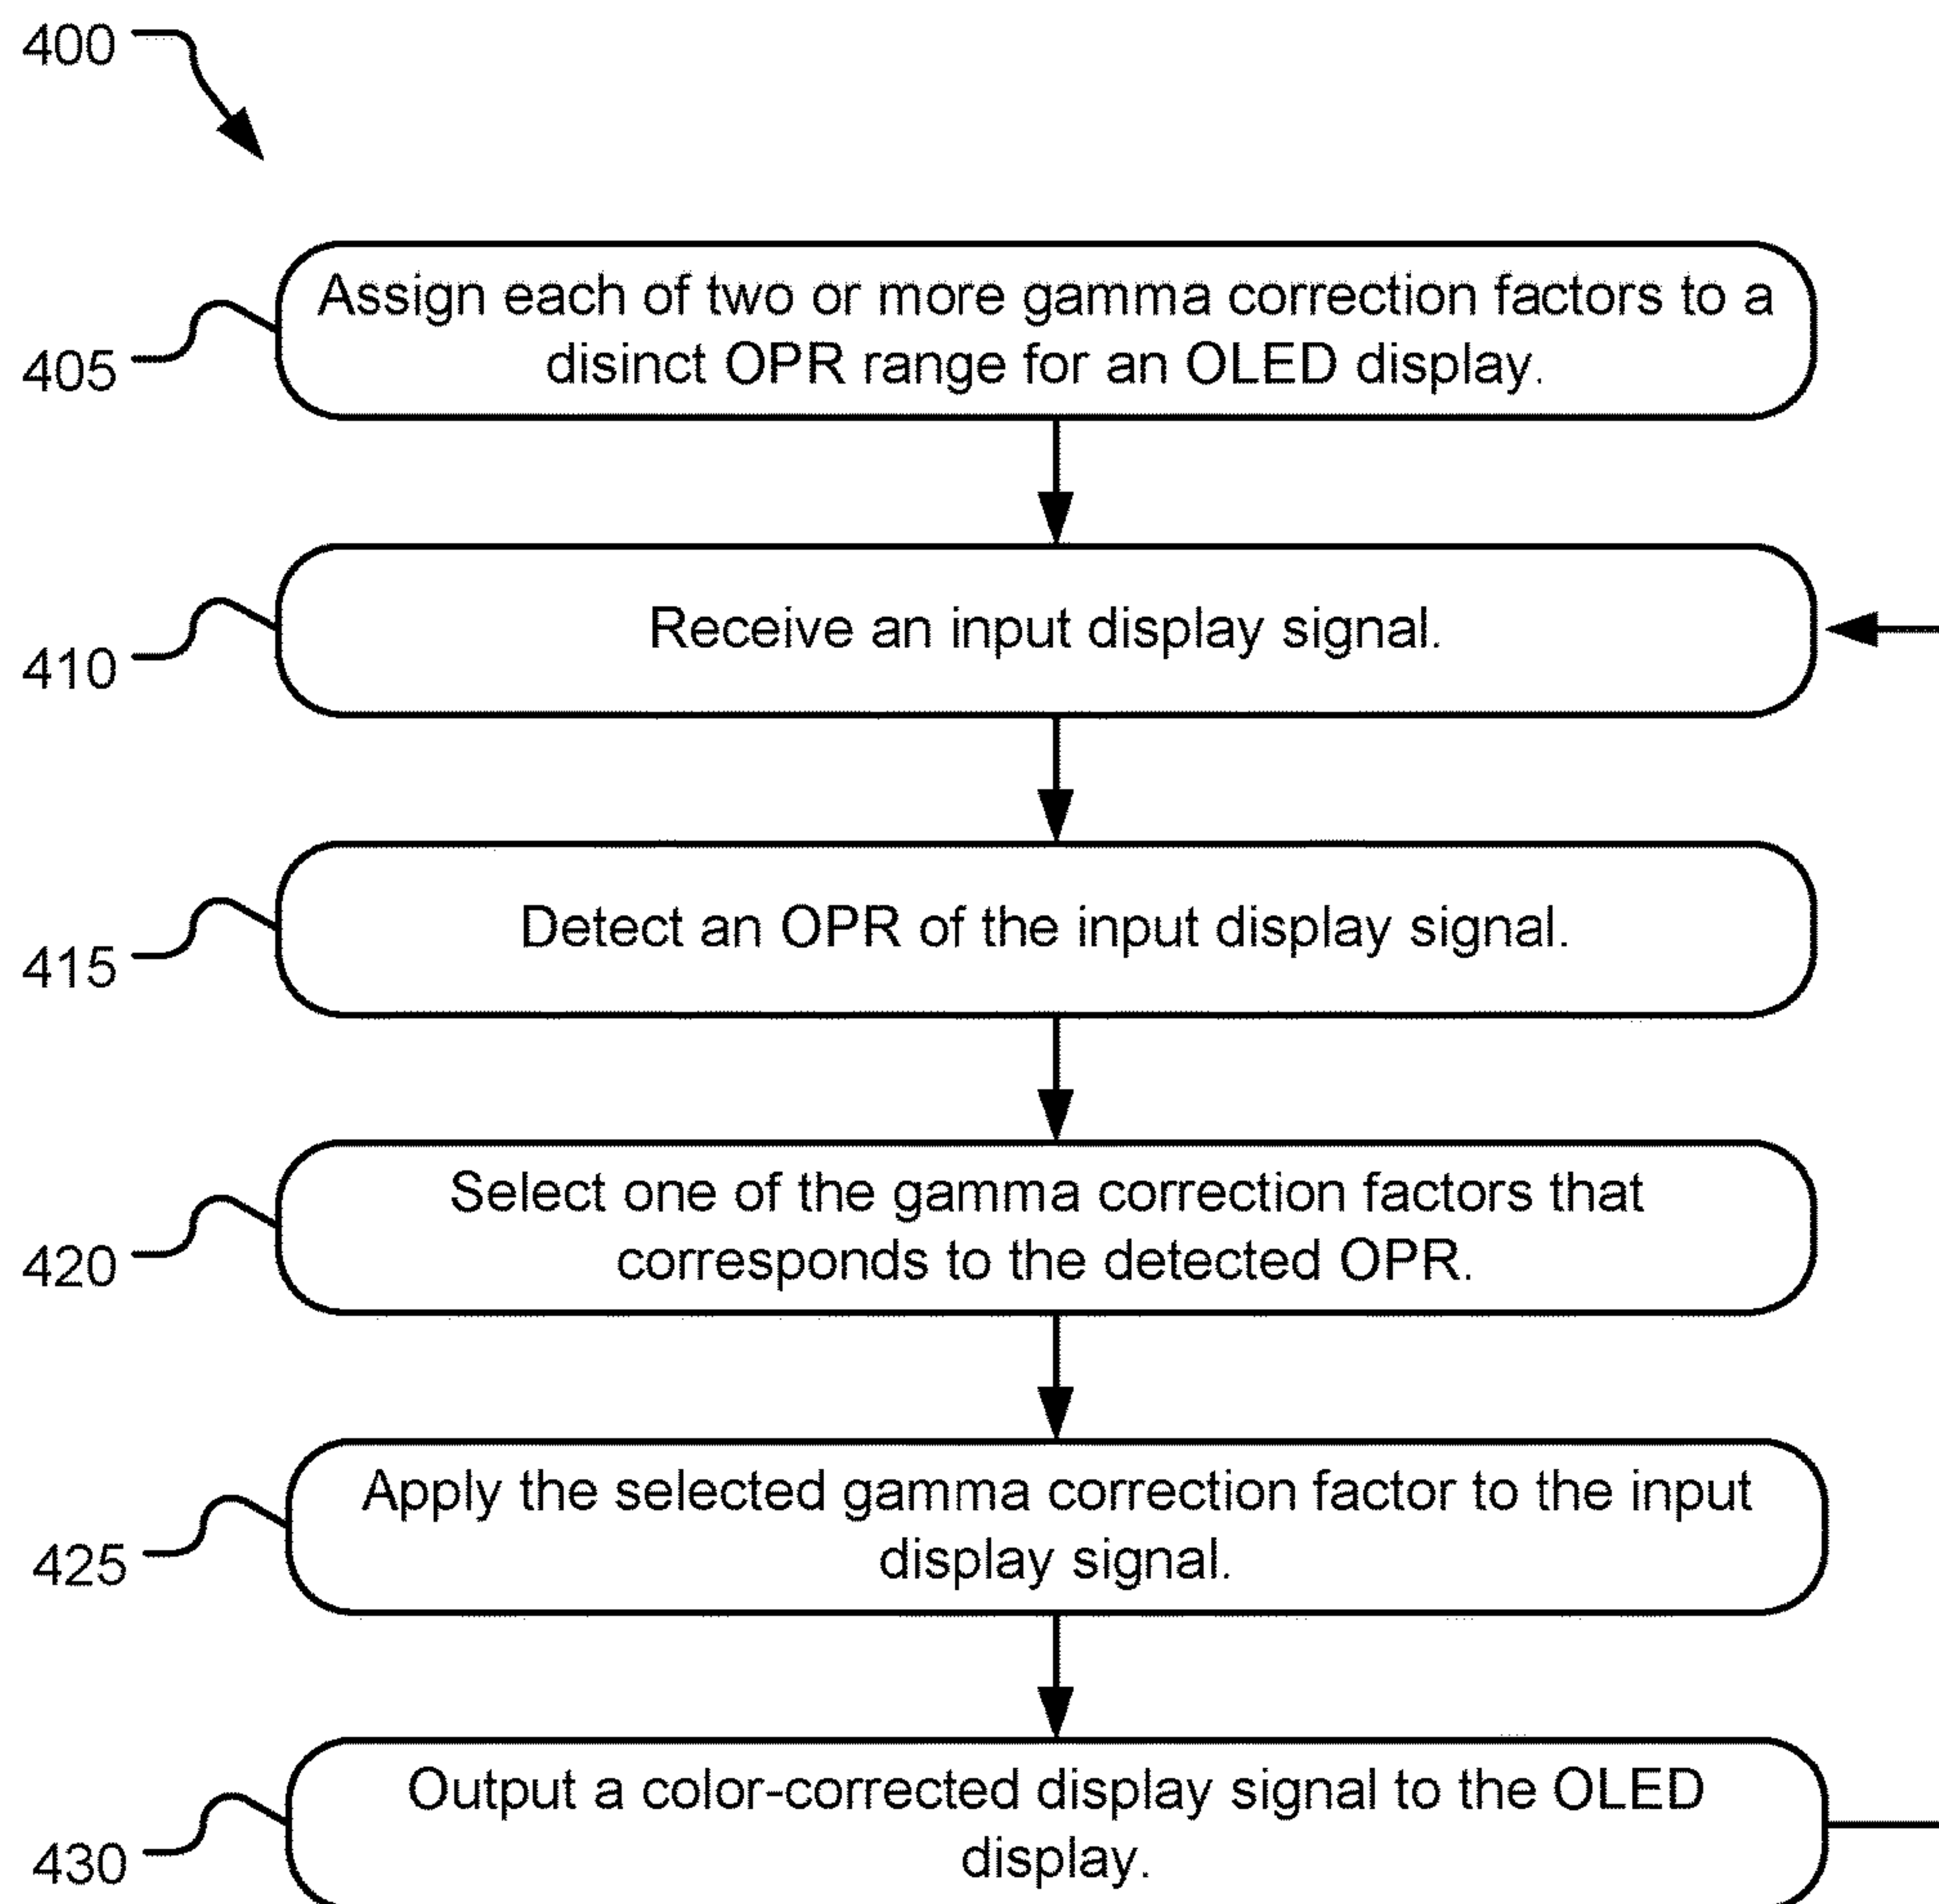 400
405
Assign each of two or more gamma correction factors to a
disinct OPR range for an OLED display.
410
Receive an input display signal.
415
Detect an OPR of the input display signal.
420
Select one of the gamma correction factors that
corresponds to the detected OPR.
425
Apply the selected gamma correction factor to the input
display signal.
430
Output a color-corrected display signal to the OLED
display.